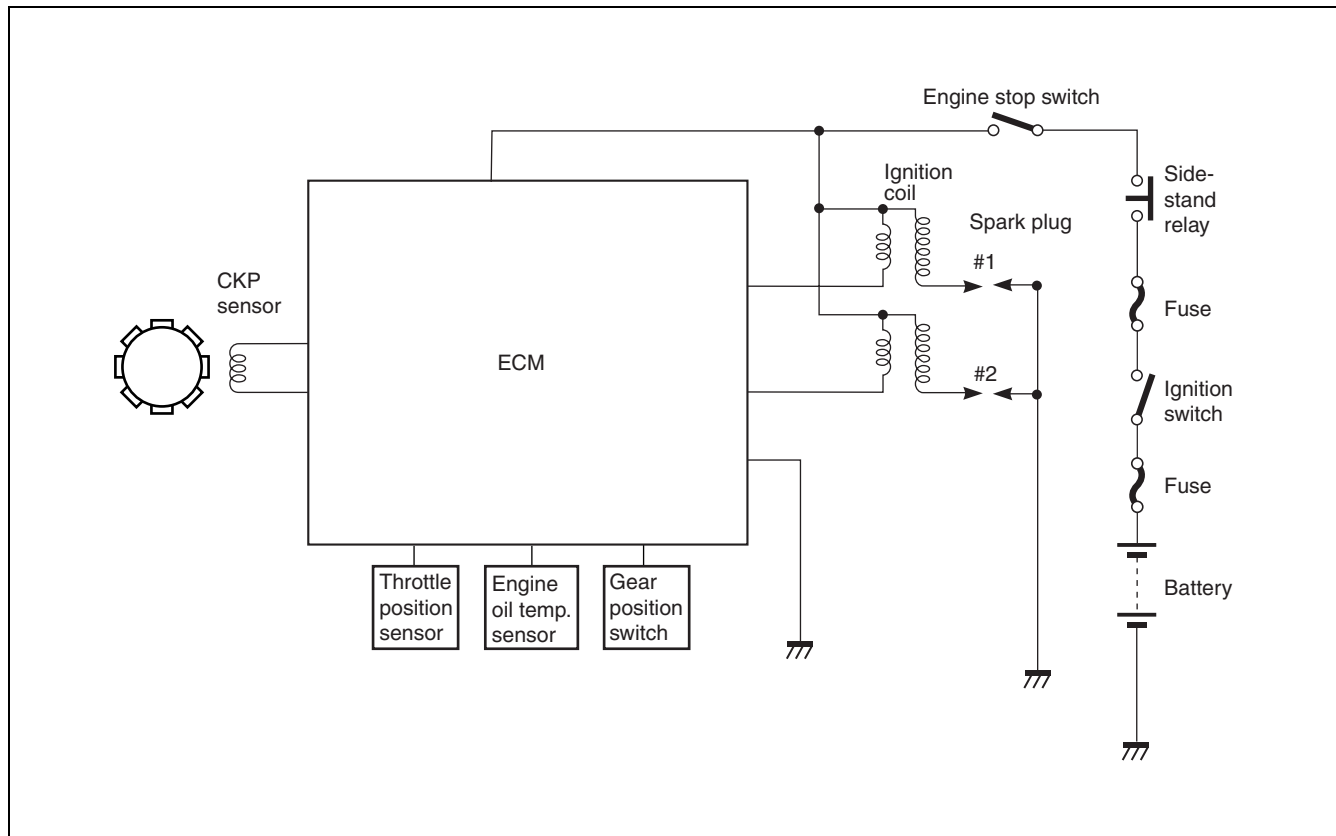 Engine stop switch
Ignition
coil
Side-
stand
relay
Spark plug
#1
CKP
sensor
Fuse
ECM
#2
Ignition
switch
Fuse
Throttle
position
sensor
Engine
oil temp.
sensor
Gear
position
switch
Battery